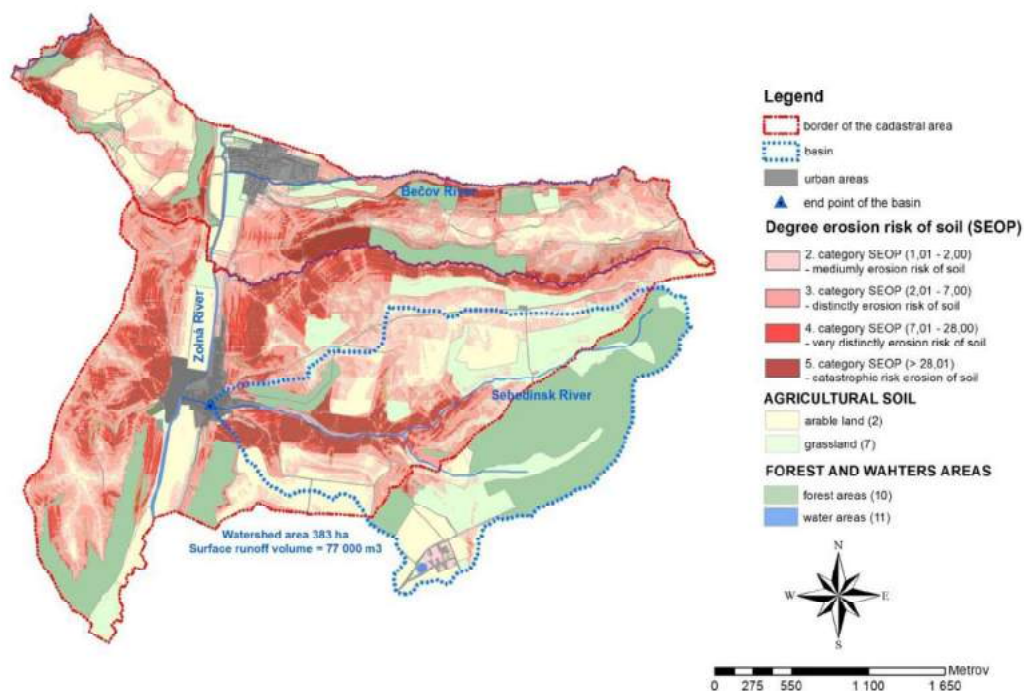 Bečov River
Zolná River
Sebedinsk River
Watershed area 383 ha
Surface runoff volume = 77 000 m3
Legend
border of the cadastral area
basin
urban areas
end point of the basin
Degree erosion risk of soil (SEOP)
2. category SEOP (1,01 - 2,00)
- mediumly erosion risk of soil
3. category SEOP (2,01 - 7,00)
- distinctly erosion risk of soil
4. category SEOP (7,01 - 28,00)
- very distinctly erosion risk of soil
5. category SEOP (> 28,01)
- catastrophic risk erosion of soil
AGRICULTURAL SOIL
arable land (2)
grassland (7)
FOREST AND WAHTERS AREAS
forest areas (10)
water areas (11)
N
W E
S
Metrov
0 275 550 1 100 1 650